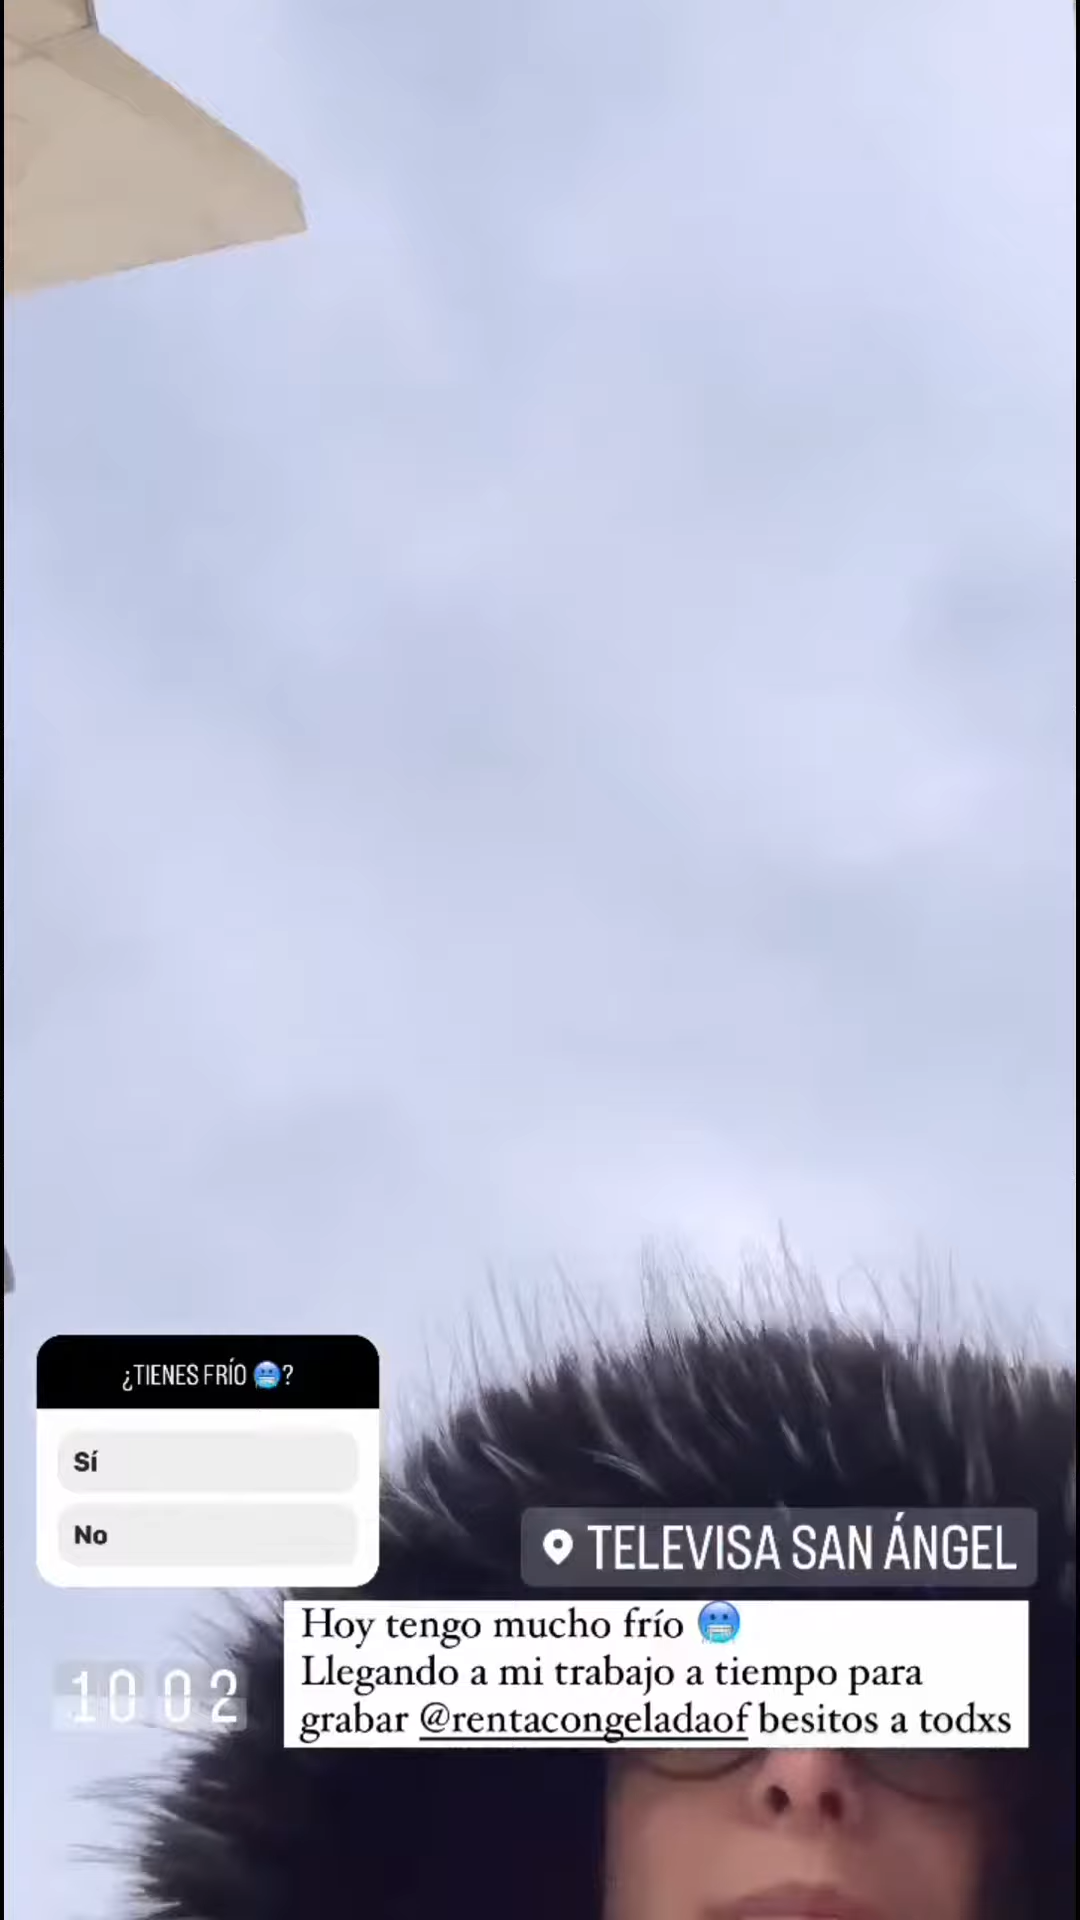 ¿TIENES FRÍO 🥶?
Sí
No
TELEVISA SAN ÁNGEL
Hoy tengo mucho frío 🥶
Llegando a mi trabajo a tiempo para
grabar @rentacongeladaof besitos a todxs
10 02